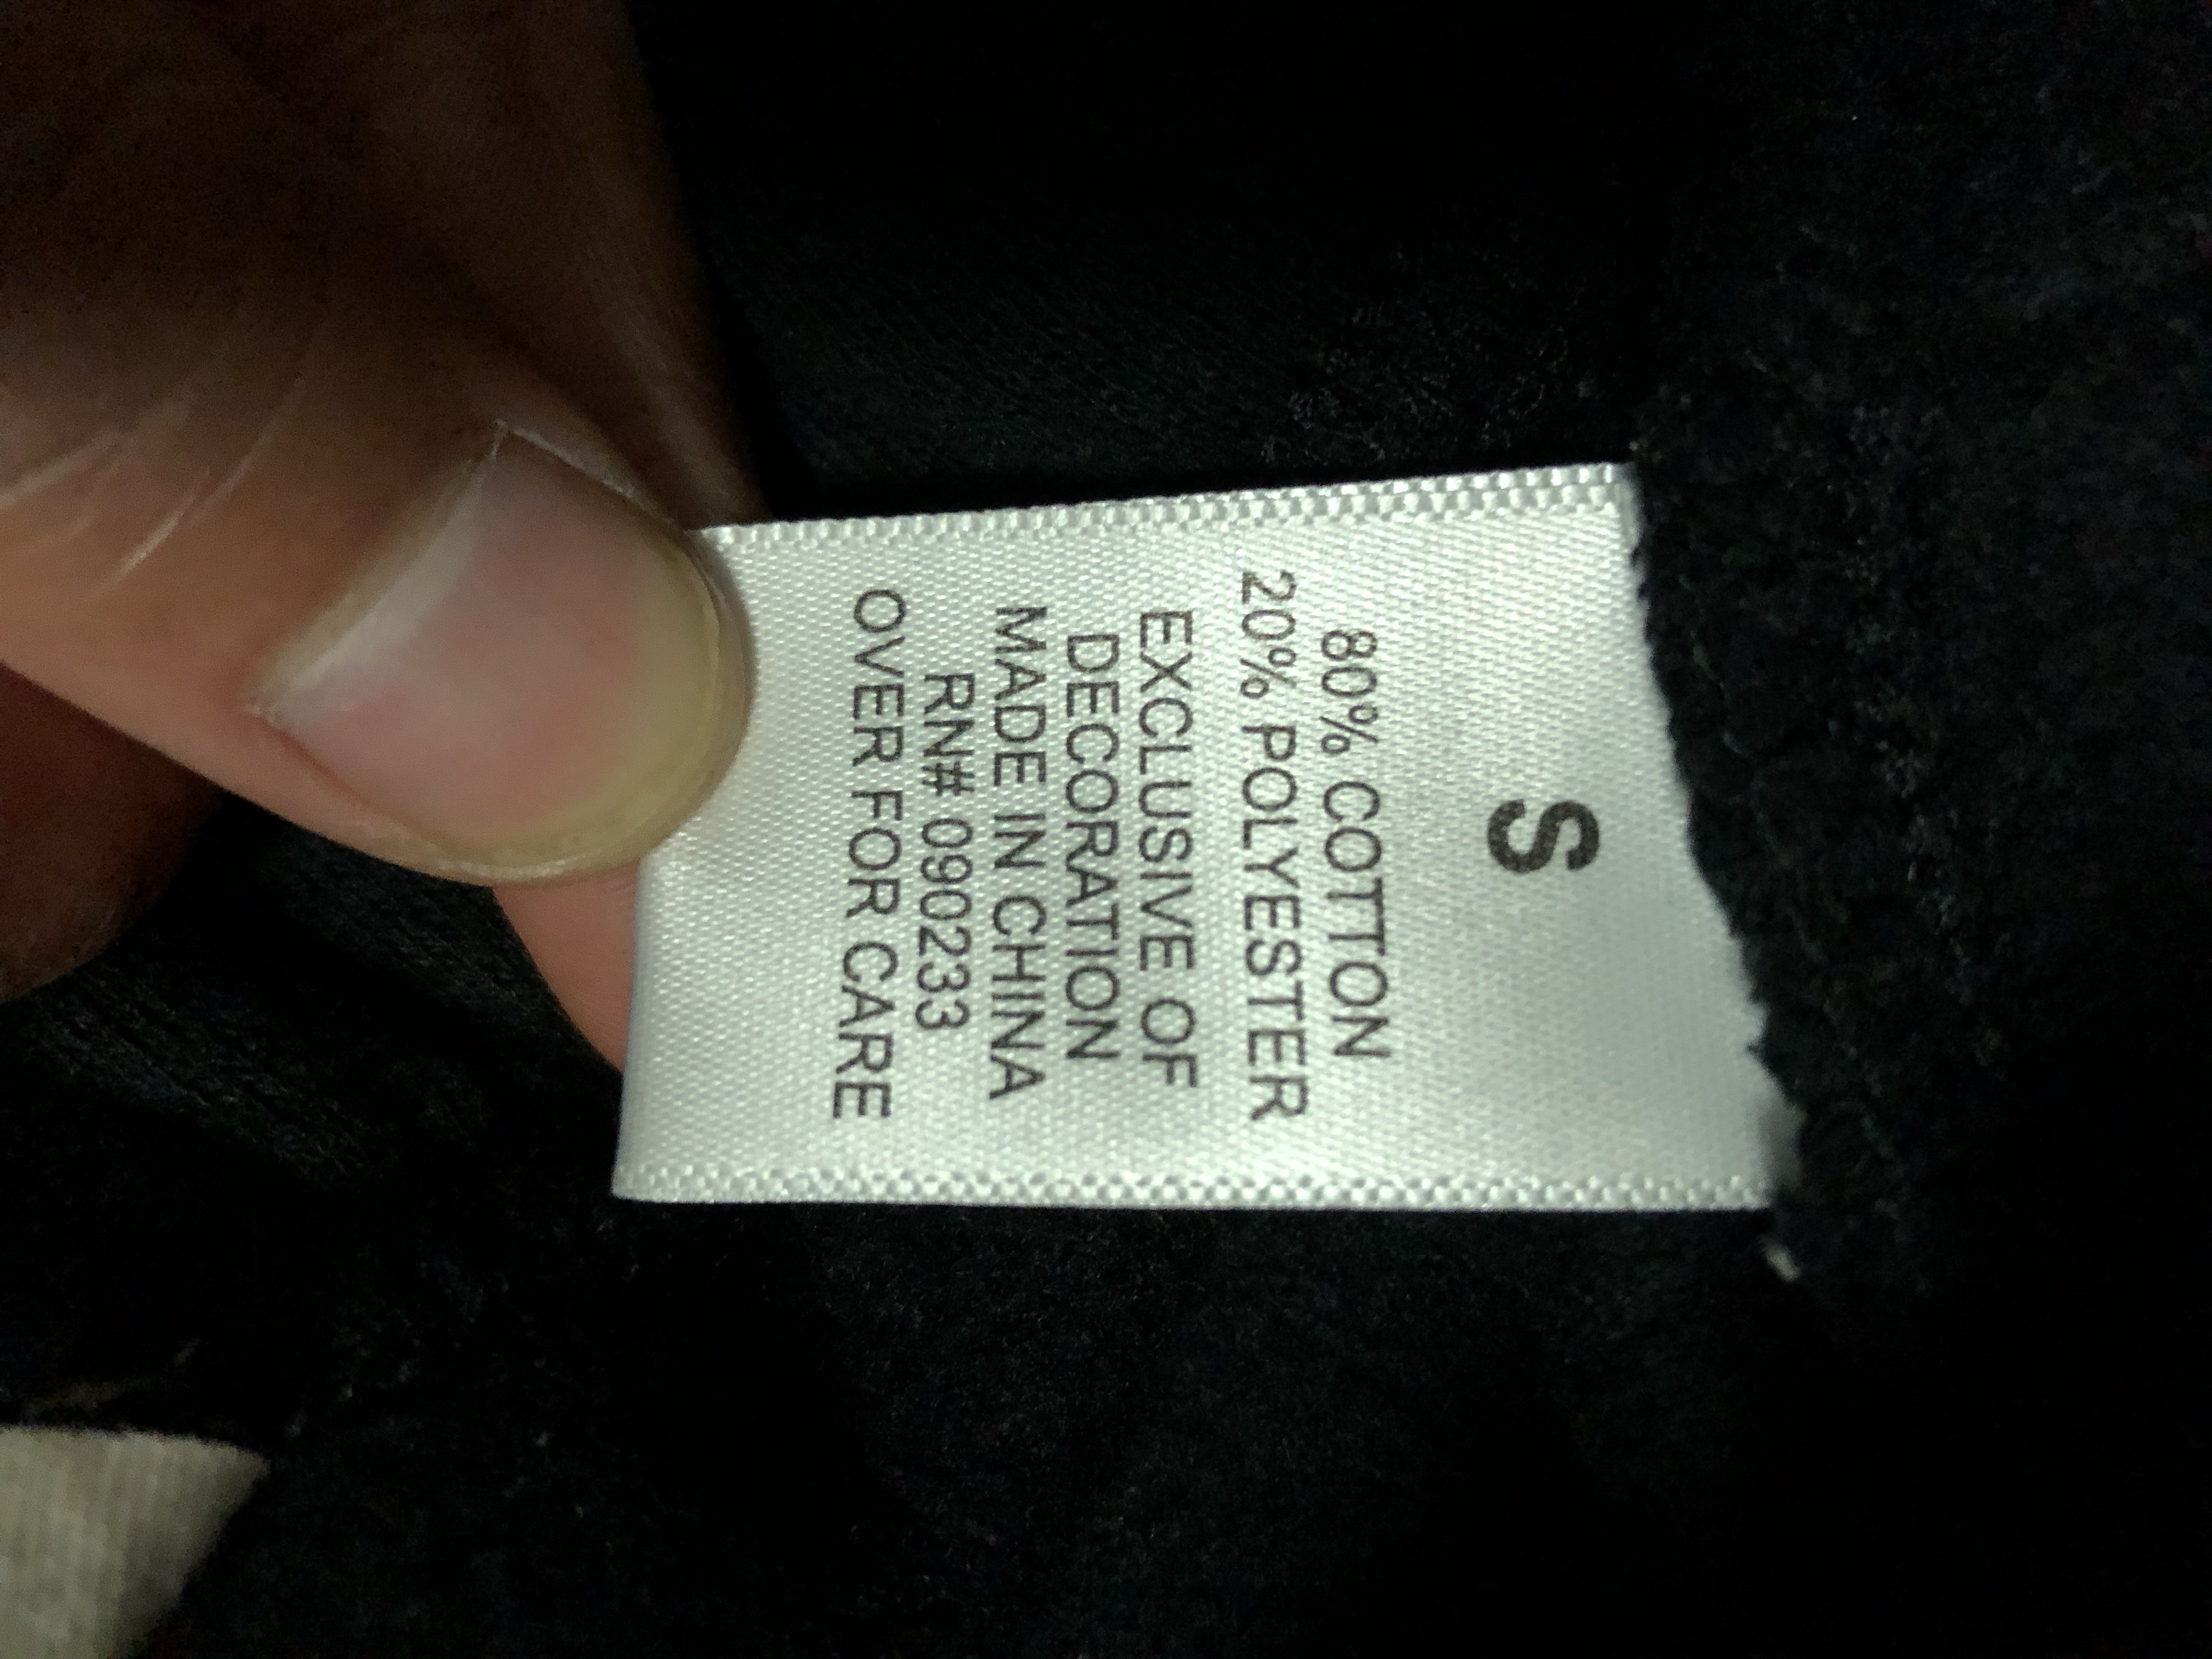 S
80% COTTON
20% POLYESTER
EXCLUSIVE OF
DECORATION
MADE IN CHINA
RN# 090233
OVER FOR CARE